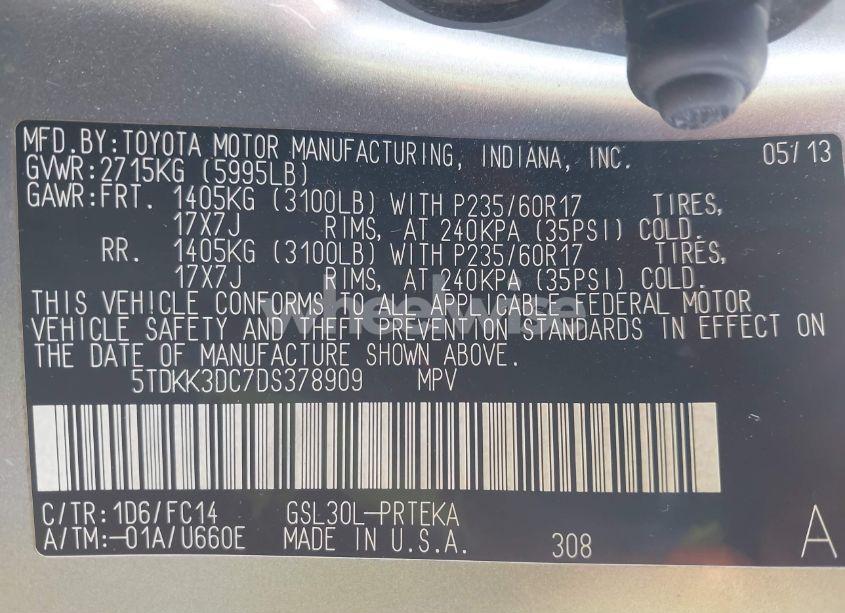 MFD.BY:TOYOTA MOTOR MANUFACTURING, INDIANA, INC. 05/13
GVWR:2715KG (5995LB)
GAWR:FRT. 1405KG (3100LB) WITH P235/60R17 TIRES,
17X7J RIMS, AT 240KPA (35PSI) COLD.
RR. 1405KG (3100LB) WITH P235/60R17 TIRES,
17X7J RIMS, AT 240KPA (35PSI) COLD.
THIS VEHICLE CONFORMS TO ALL APPLICABLE FEDERAL MOTOR
VEHICLE SAFETY AND THEFT PREVENTION STANDARDS IN EFFECT ON
THE DATE OF MANUFACTURE SHOWN ABOVE.
wheelwise
5TDKK3DC7DS378909 MPV
C/TR:1D6/FC14 GSL30L-PRTEKA
A/TM:-01A/U660E MADE IN U.S.A. 308 A